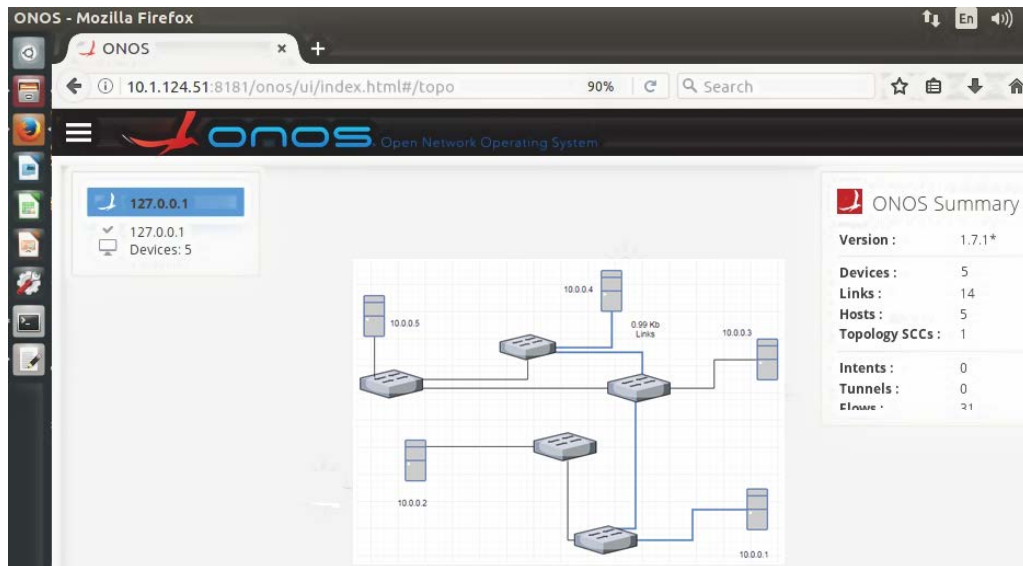 ONOS - Mozilla Firefox
En
ONOS × +
10.1.124.51:8181/onos/ui/index.html#/topo 90% Search
onos Open Network Operating System
127.0.0.1
127.0.0.1
Devices: 5
ONOS Summary
Version : 1.7.1*
Devices : 5
Links : 14
Hosts : 5
Topology SCCs : 1
Intents : 0
Tunnels : 0
Flows : 31
10.0.0.4
10.0.0.5
0.99 Kb
Links
10.0.0.3
10.0.0.2
10.0.0.1